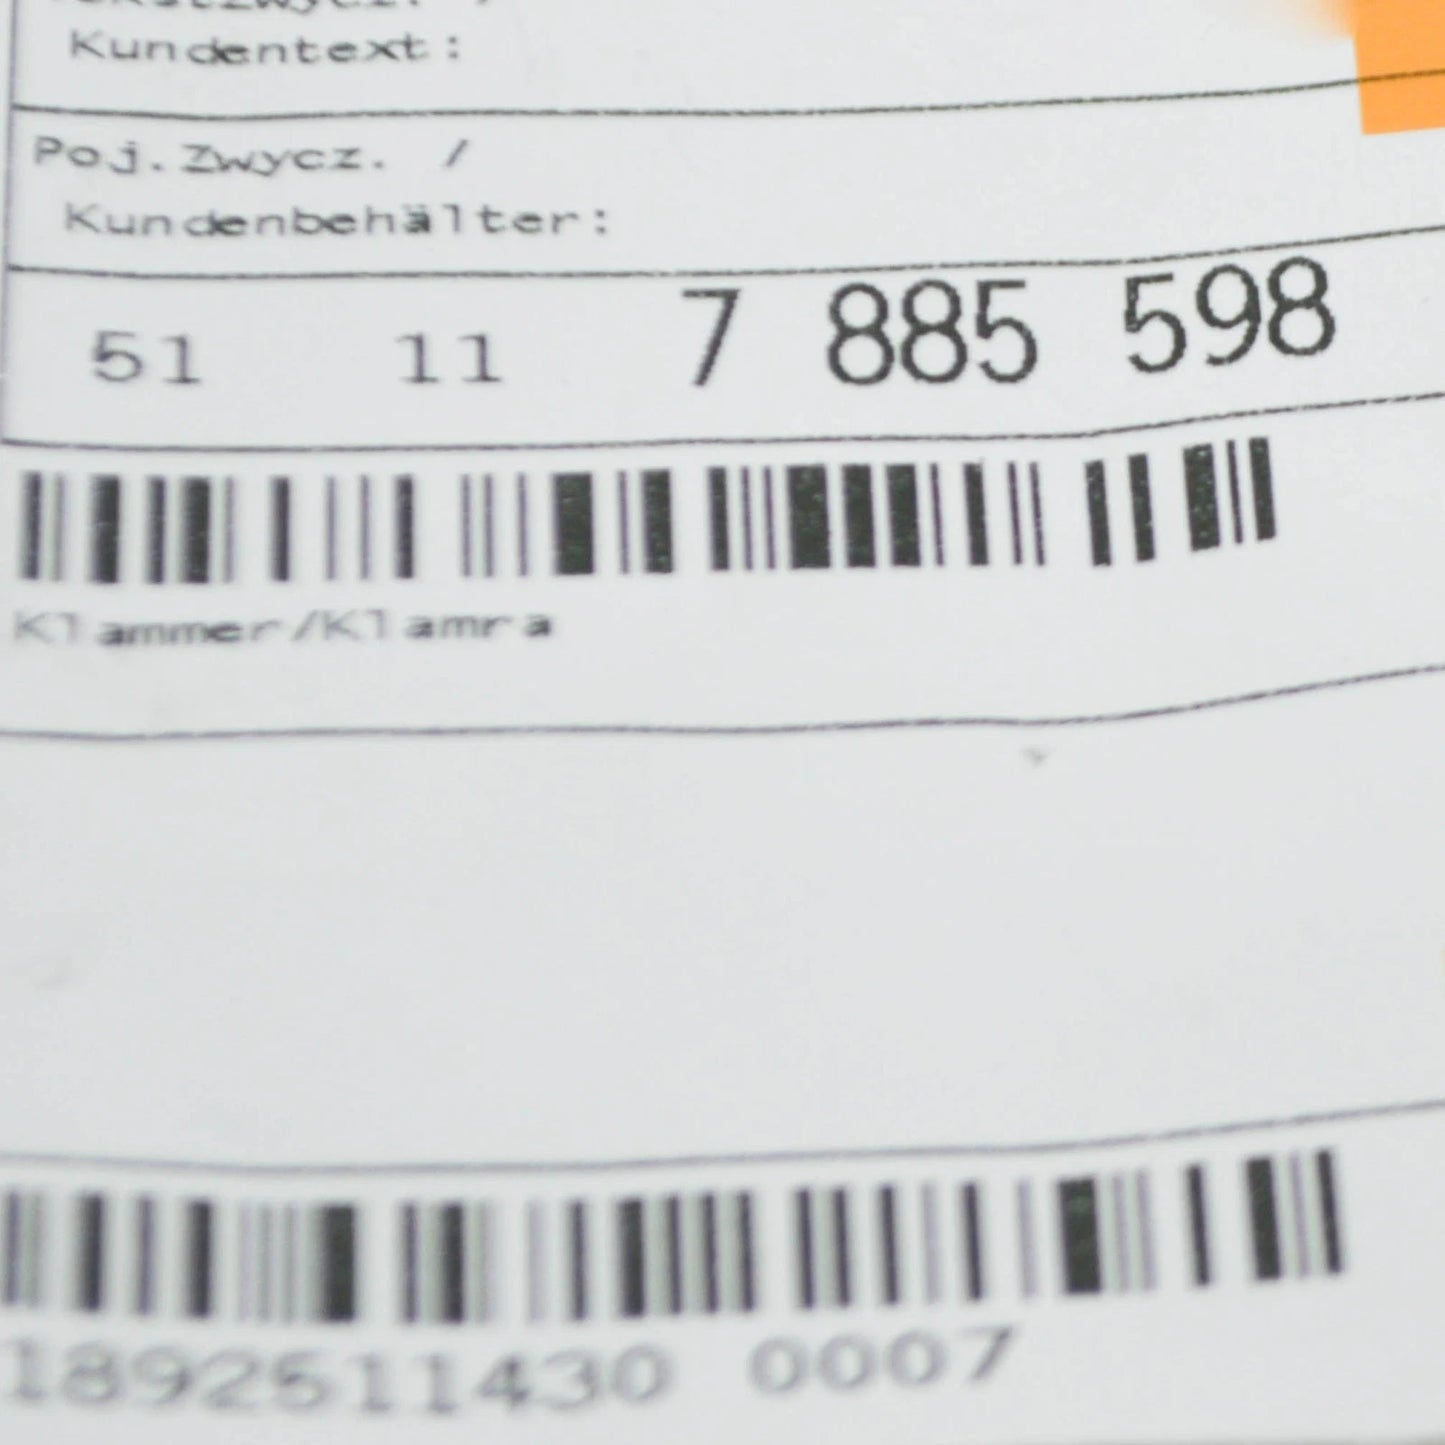 Kundentext:
Poj.Zwycz. /
Kundenbehälter:
51 11 7 885 598
Klammer/Klamra
1892511430 0007